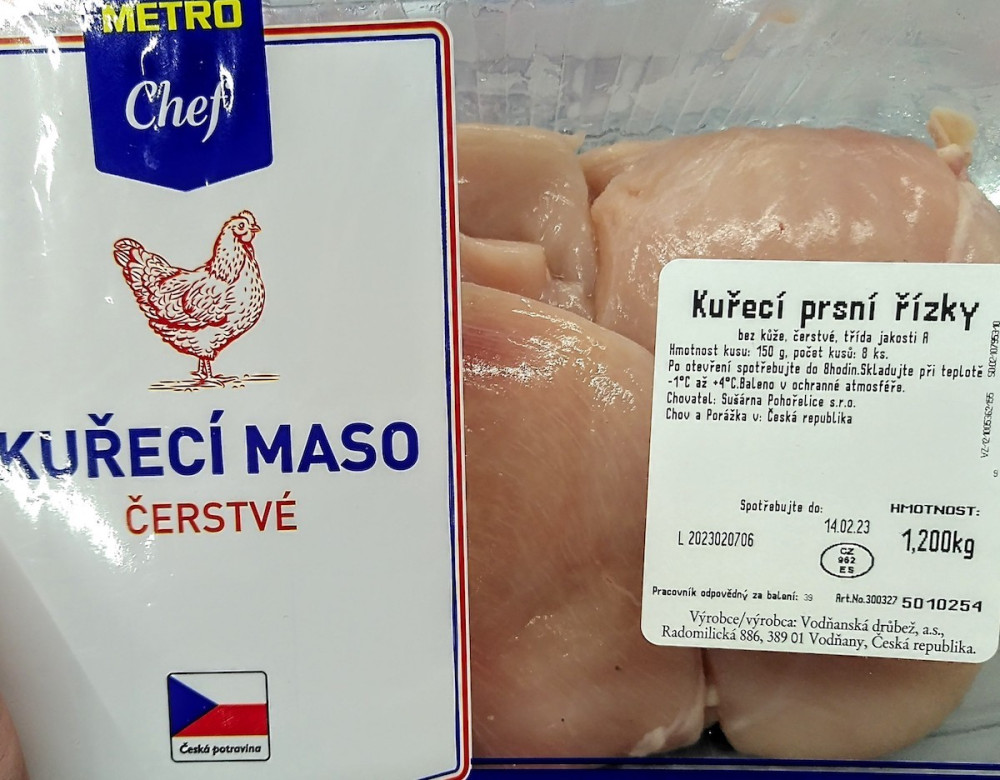 METRO
Chef
KUŘECÍ MASO
ČERSTVÉ
Česká potravina
Kuřecí prsní řízky
bez kůže, čerstvé, třída jakosti A
Hmotnost kusu: 150 g, počet kusů: 8 ks.
Po otevření spotřebujte do 8hodin.Skladujte při teplotě
-1°C až +4°C.Baleno v ochranné atmosféře.
Chovatel: Sušárna Pohořelice s.r.o.
Chov a Porážka v: Česká republika
Spotřebujte do:
HMOTNOST:
14.02.23
L 2023020706
1,200kg
CZ
962
ES
Pracovník odpovědný za balení: 39
Art.No.300327 5010254
Výrobce/výrobca: Vodňanská drůbež, a.s.,
Radomilická 886, 389 01 Vodňany, Česká republika.